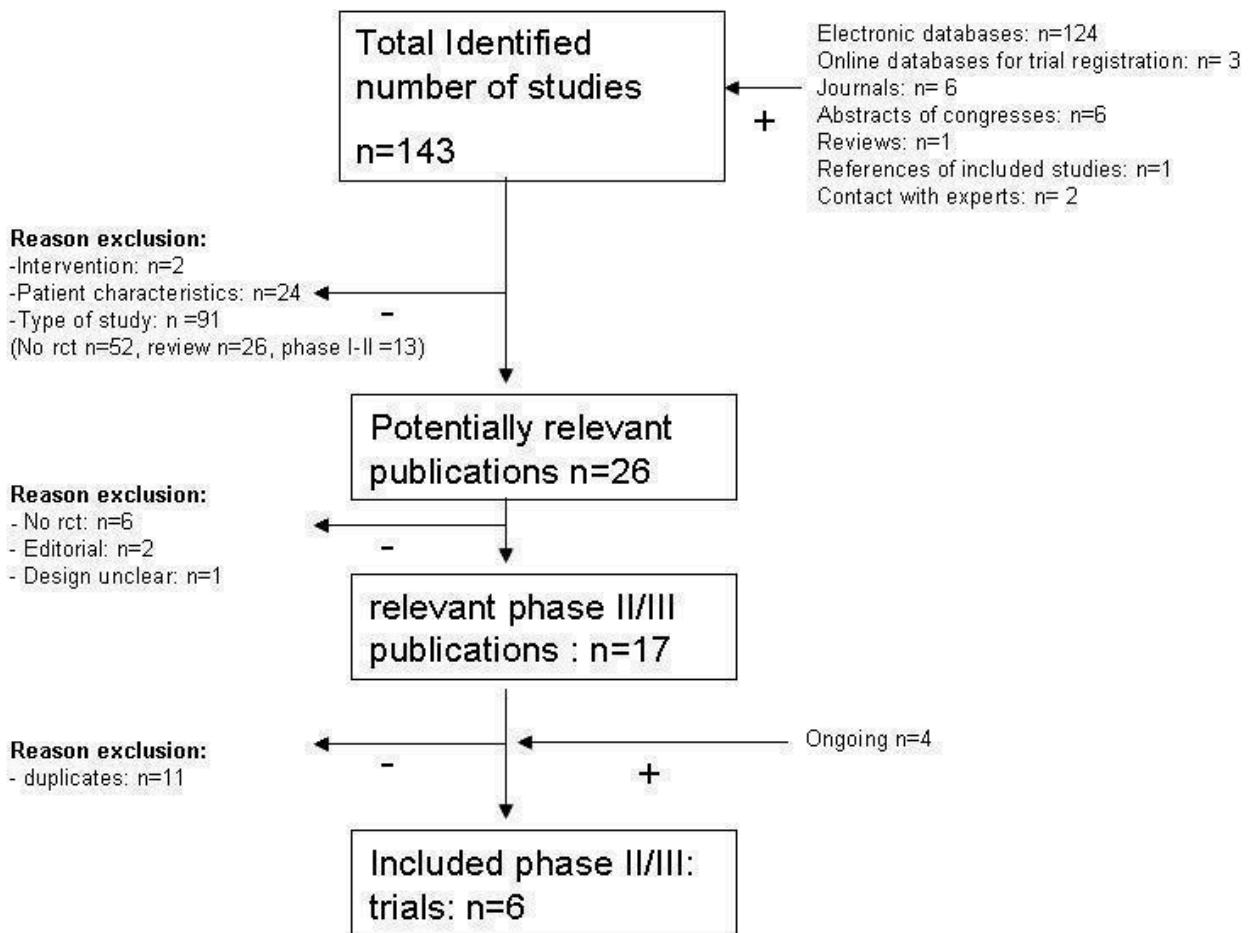 Total Identified
number of studies
n=143
Electronic databases: n=124
Online databases for trial registration: n= 3
Journals: n= 6
Abstracts of congresses: n=6
Reviews: n=1
References of included studies: n=1
Contact with experts: n= 2
+
Reason exclusion:
-Intervention: n=2
-Patient characteristics: n=24
-Type of study: n =91
(No rct n=52, review n=26, phase I-II =13)
-
Potentially relevant
publications n=26
Reason exclusion:
- No rct: n=6
- Editorial: n=2
- Design unclear: n=1
-
relevant phase II/III
publications : n=17
Reason exclusion:
- duplicates: n=11
-
Ongoing n=4
+
Included phase II/III:
trials: n=6